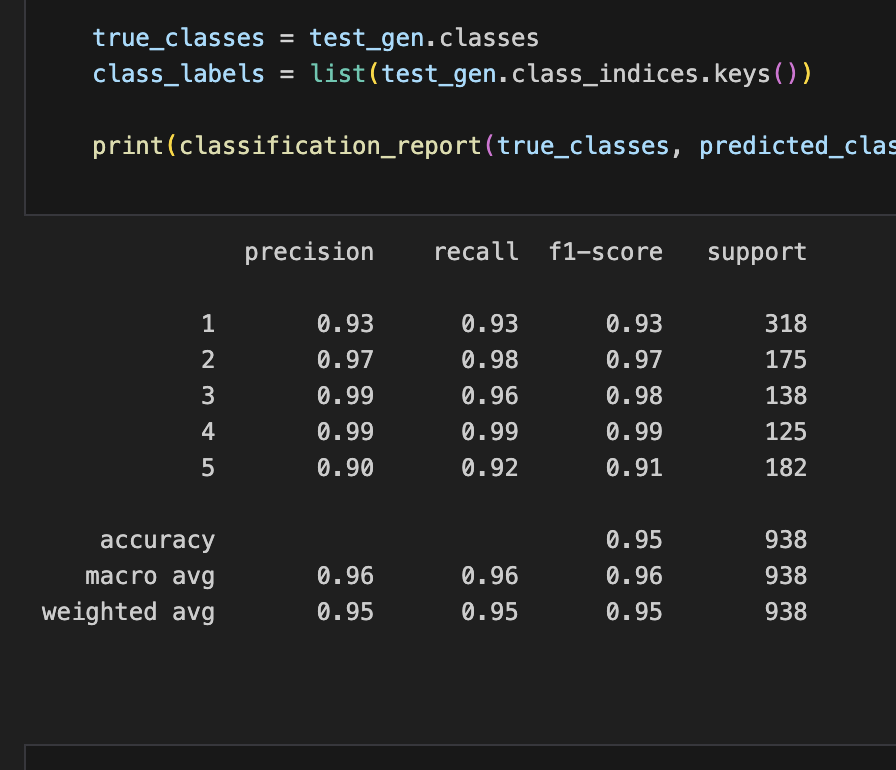 true_classes = test_gen.classes
class_labels = list(test_gen.class_indices.keys())
print(classification_report(true_classes, predicted_clas
precision recall f1-score support
1 0.93 0.93 0.93 318
2 0.97 0.98 0.97 175
3 0.99 0.96 0.98 138
4 0.99 0.99 0.99 125
5 0.90 0.92 0.91 182
accuracy 0.95 938
macro avg 0.96 0.96 0.96 938
weighted avg 0.95 0.95 0.95 938